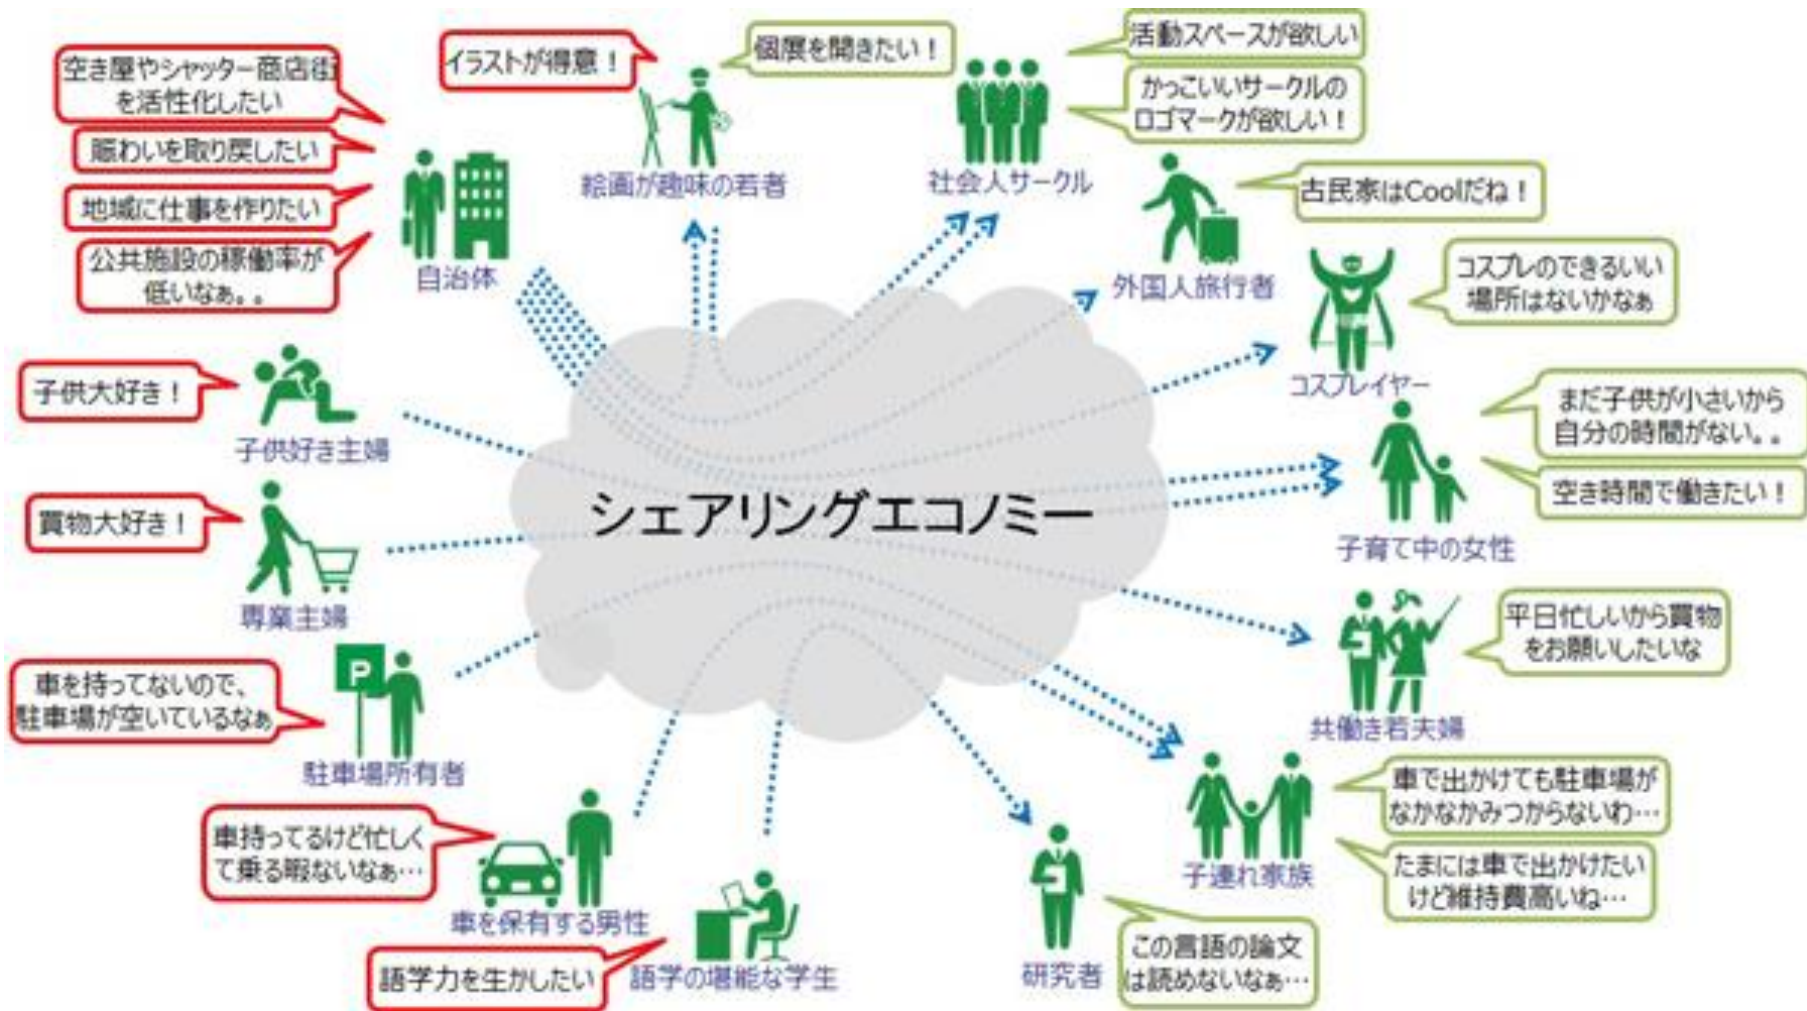 空き屋やシャッター商店街
を活性化したい
賑わいを取り戻したい
地域に仕事を作りたい
公共施設の稼働率が
低いなぁ。。
自治体
イラストが得意！
個展を開きたい！
絵画が趣味の若者
活動スペースが欲しい
かっこいいサークルの
ロゴマークが欲しい！
社会人サークル
古民家はCoolだね！
外国人旅行者
コスプレのできるいい
場所はないかなぁ
コスプレイヤー
子供大好き！
子供好き主婦
まだ子供が小さいから
自分の時間がない。。
空き時間で働きたい！
子育て中の女性
シェアリングエコノミー
買物大好き！
専業主婦
平日忙しいから買物
をお願いしたいな
共働き若夫婦
車を持ってないので、
駐車場が空いているなぁ
P
駐車場所有者
車で出かけても駐車場が
なかなかみつからないわ…
たまには車で出かけたい
けど維持費高いね…
子連れ家族
車持ってるけど忙しく
て乗る暇ないなぁ…
車を保有する男性
語学力を生かしたい
語学の堪能な学生
この言語の論文
は読めないなぁ…
研究者